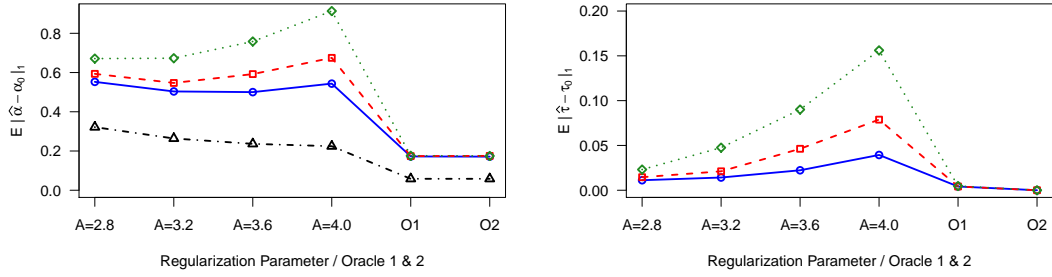 E | α̂ − α₀ |₁
0.8
0.6
0.4
0.2
0.0
A=2.8 A=3.2 A=3.6 A=4.0 O1 O2
Regularization Parameter / Oracle 1 & 2
E | τ̂ − τ₀ |₁
0.20
0.15
0.10
0.05
0.00
A=2.8 A=3.2 A=3.6 A=4.0 O1 O2
Regularization Parameter / Oracle 1 & 2